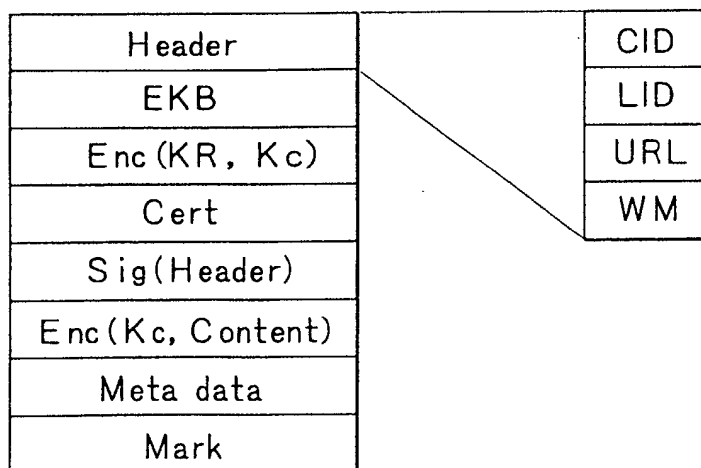 Header
EKB
Enc(KR, Kc)
Cert
Sig(Header)
Enc(Kc, Content)
Meta data
Mark
CID
LID
URL
WM